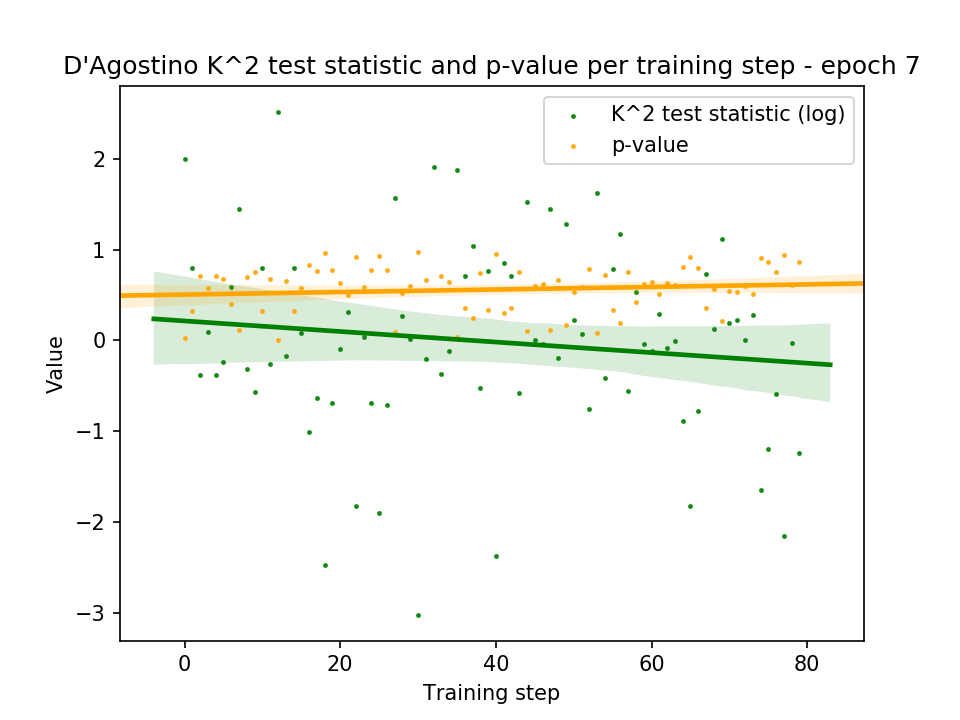 D'Agostino K^2 test statistic and p-value per training step - epoch 7
K^2 test statistic (log)
p-value
Value
2
1
0
−1
−2
−3
0 20 40 60 80
Training step